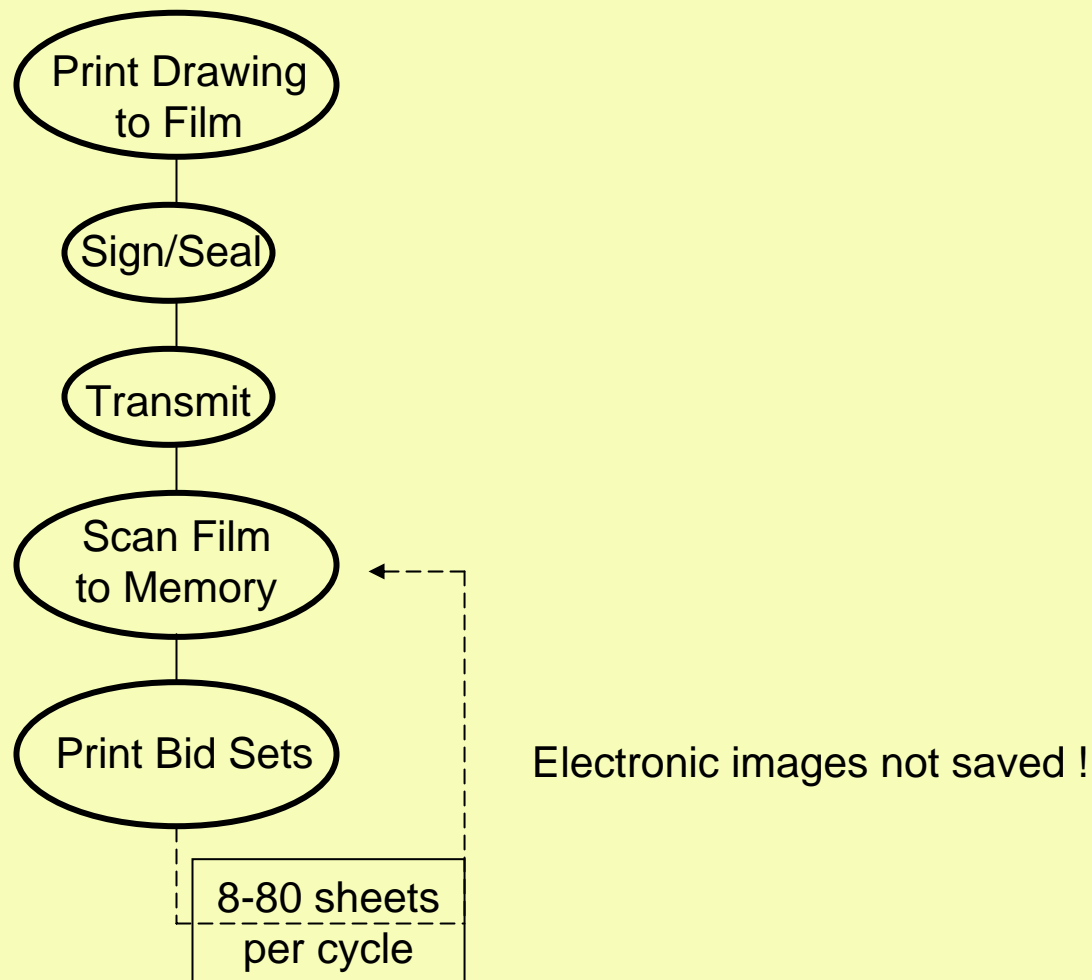 Print Drawing
to Film
Sign/Seal
Transmit
Scan Film
to Memory
Print Bid Sets
Electronic images not saved !
8-80 sheets
per cycle